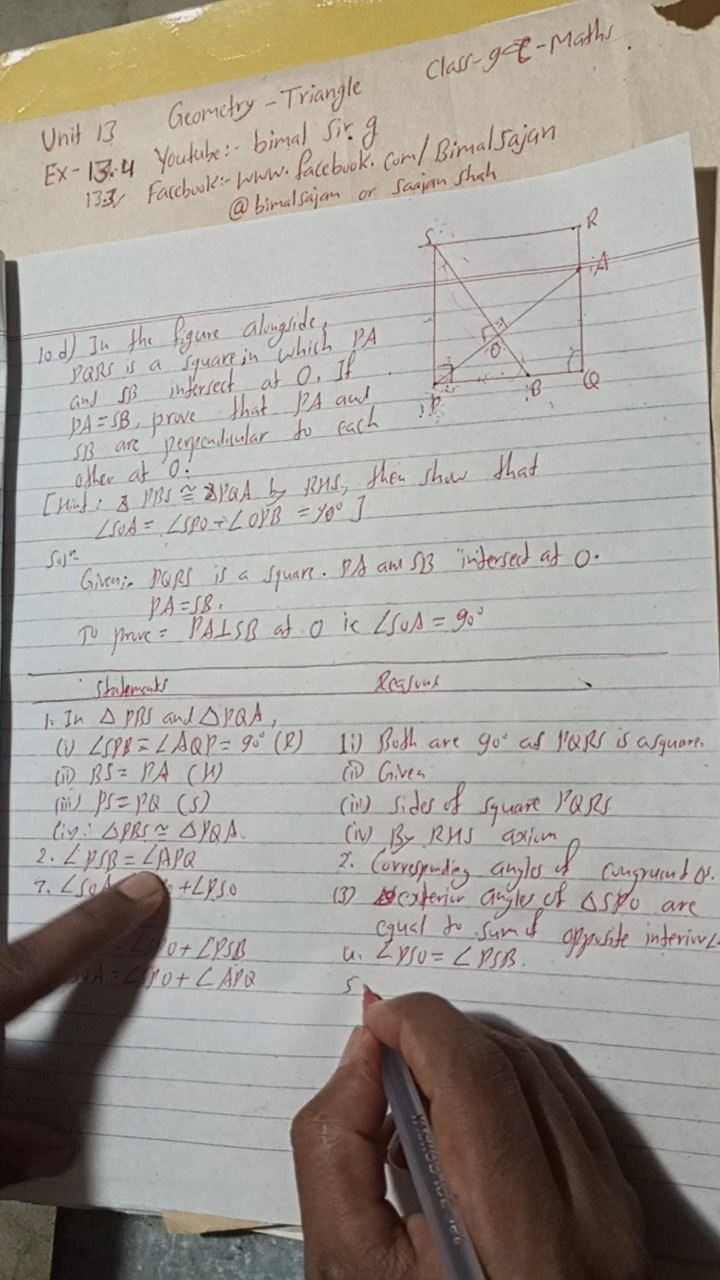 Class-9 - Maths
Unit 13 Geometry - Triangle
Ex- 13.4 Youtube:- bimal Sir g
13.3/ Facebook:- www.facebook.com/Bimalsajan
@bimalsajan or saajan shah
S R
A
O
P B Q
10.d) In the figure alongside,
PQRS is a square in which PA
and SB intersect at O. If
PA = SB, prove that PA and
SB are perpendicular to each
other at O.
[Hint: △ PBS ≅ △PQA by RHS, then show that
∠SOA = ∠SPO + ∠OPB = 90° ]
Solⁿ
Given:- PQRS is a square. PA and SB intersect at O.
PA = SB.
To prove = PA⊥SB at O ie ∠SOA = 90°
Statements Reasons
1. In △ PBS and △PQA,
(i) ∠SPB = ∠AQP = 90° (R) 1i) Both are 90° as PQRS is a square.
(ii) BS = PA (H) (ii) Given
(iii) PS = PQ (S) (iii) sides of square PQRS
(iv) ∴ △PBS ≅ △PQA. (iv) By RHS axiom
2. ∠PSB = ∠APQ 2. Corresponding angles of congruent △s.
∠SOA + ∠PSO (3) exterior angles of △SPO are
equal to sum of opposite interior ∠
∠SPO + ∠PSB 4. ∠PSO = ∠PSB.
OA = ∠SPO + ∠APQ 5